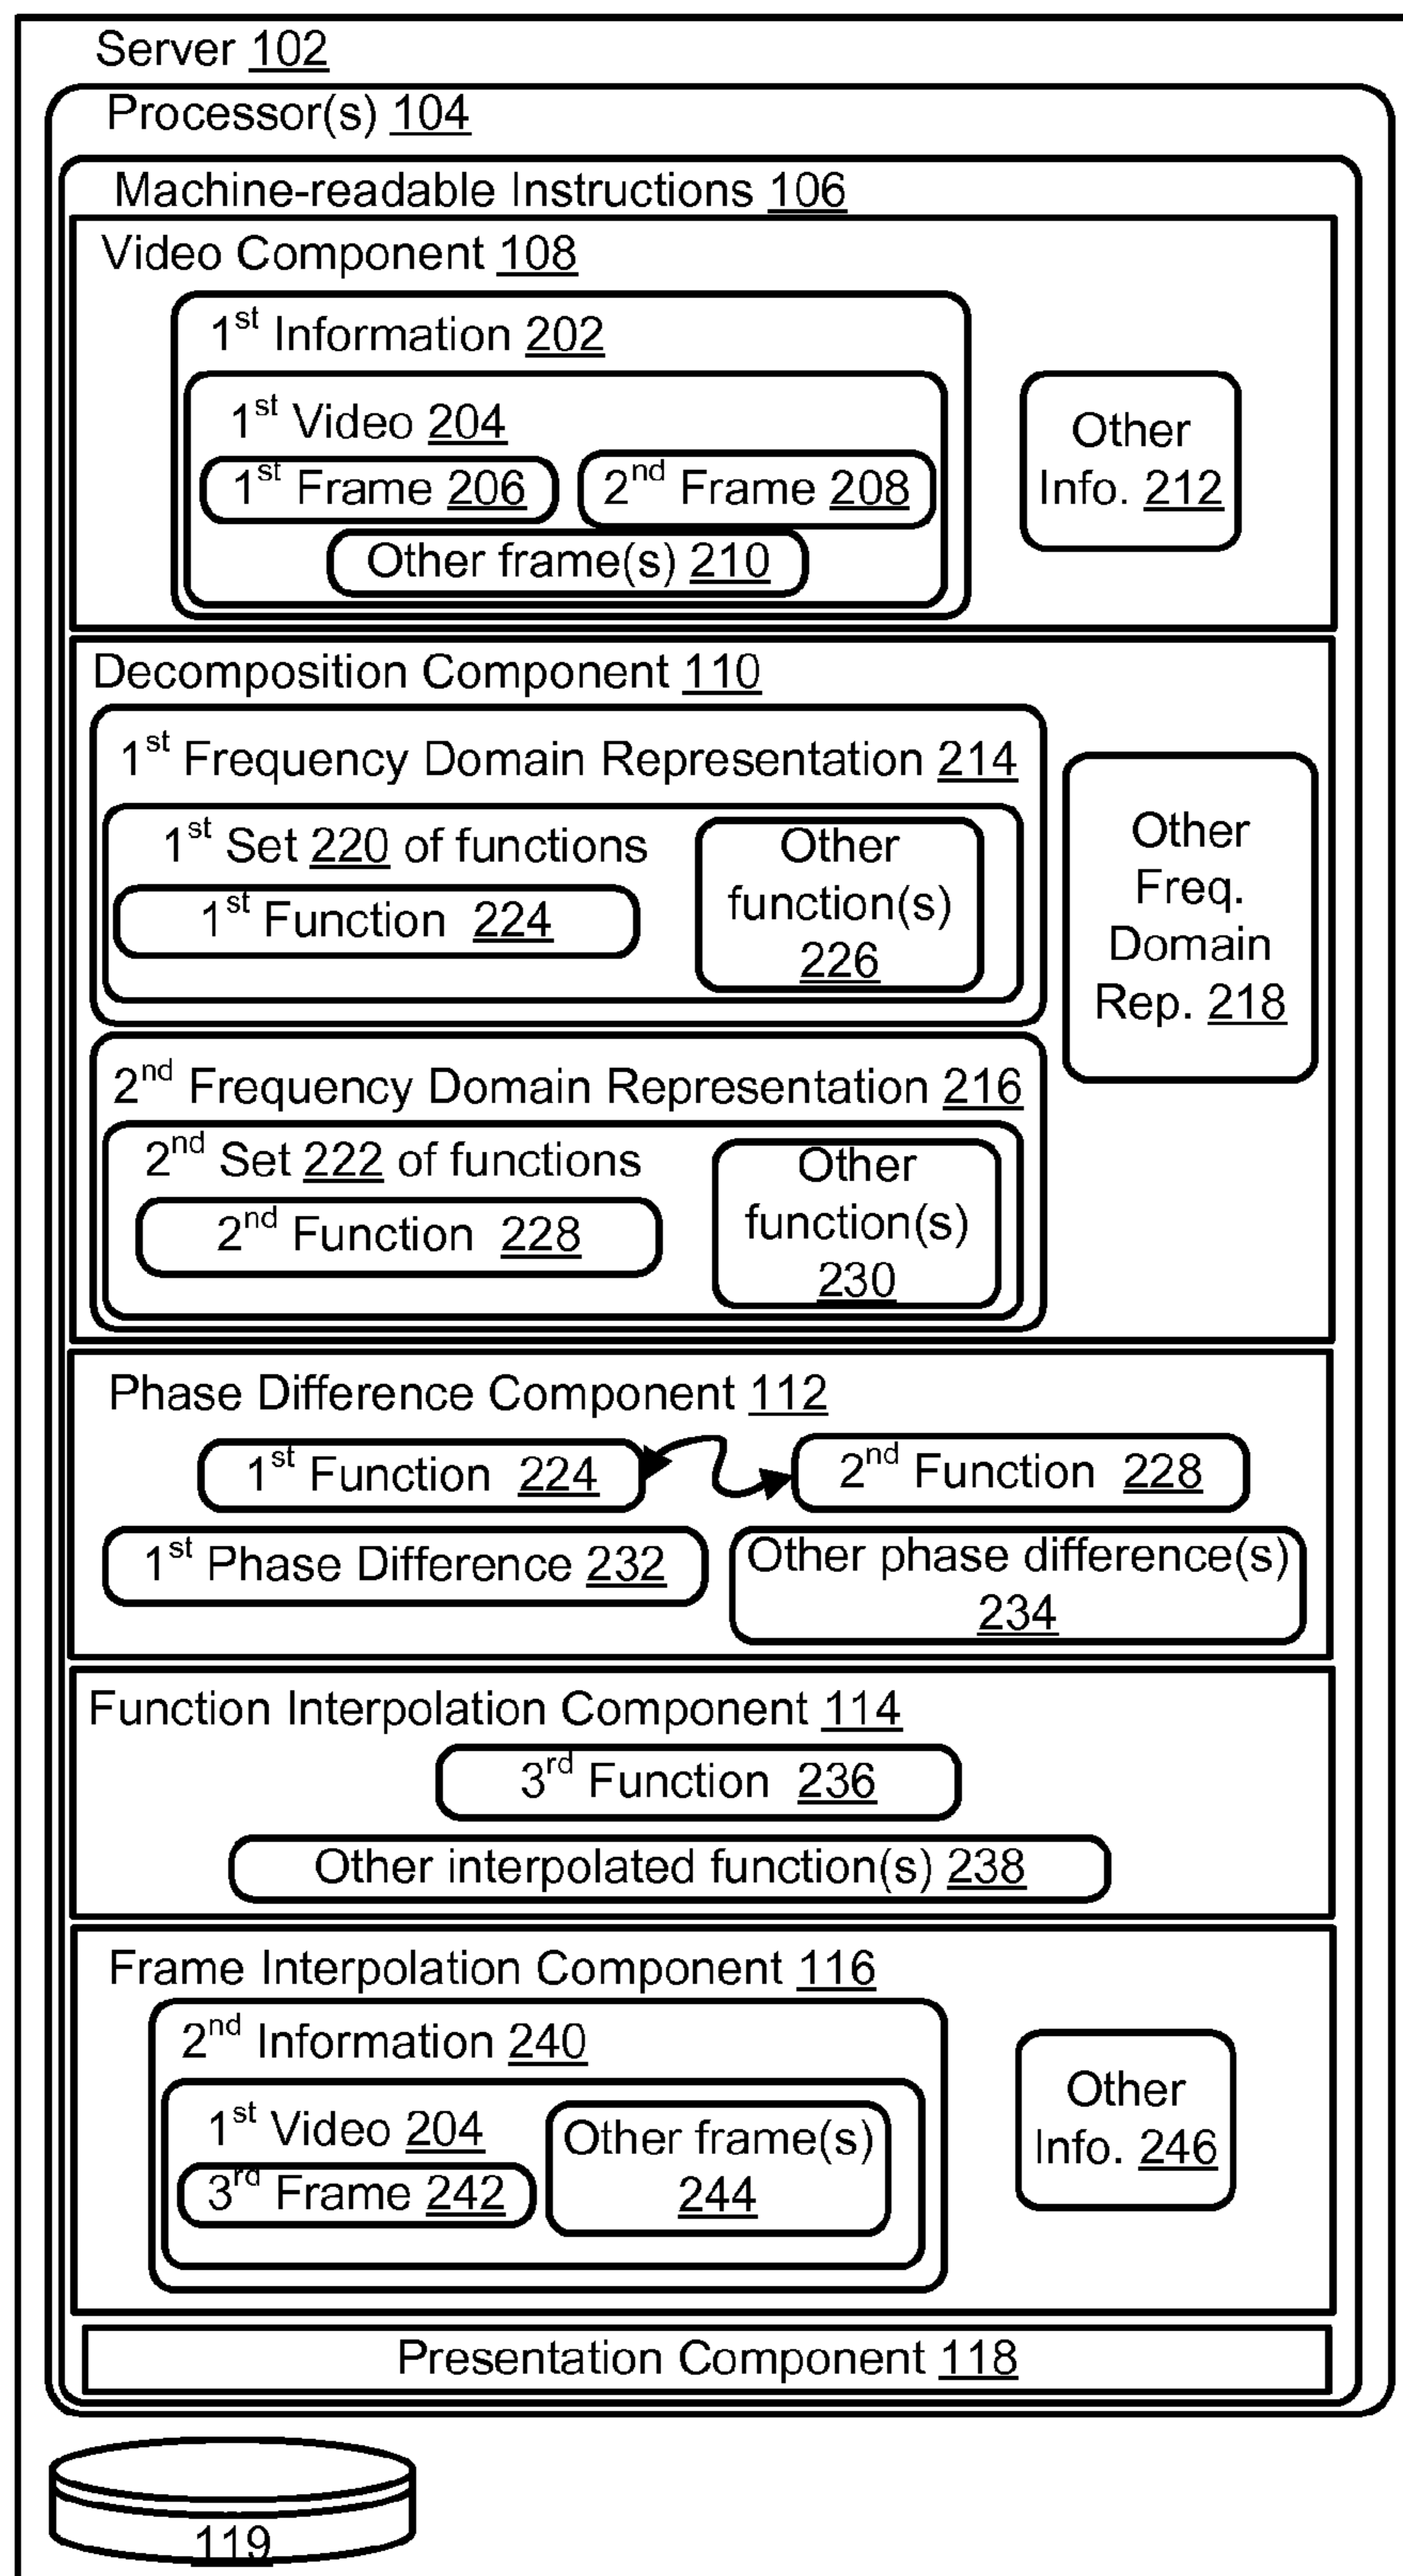 Server 102
Processor(s) 104
Machine-readable Instructions 106
Video Component 108
1st Information 202
1st Video 204
1st Frame 206
2nd Frame 208
Other frame(s) 210
Other
Info. 212
Decomposition Component 110
1st Frequency Domain Representation 214
1st Set 220 of functions
1st Function 224
Other
function(s)
226
Other
Freq.
Domain
Rep. 218
2nd Frequency Domain Representation 216
2nd Set 222 of functions
2nd Function 228
Other
function(s)
230
Phase Difference Component 112
1st Function 224
2nd Function 228
1st Phase Difference 232
Other phase difference(s)
234
Function Interpolation Component 114
3rd Function 236
Other interpolated function(s) 238
Frame Interpolation Component 116
2nd Information 240
1st Video 204
3rd Frame 242
Other frame(s)
244
Other
Info. 246
Presentation Component 118
119